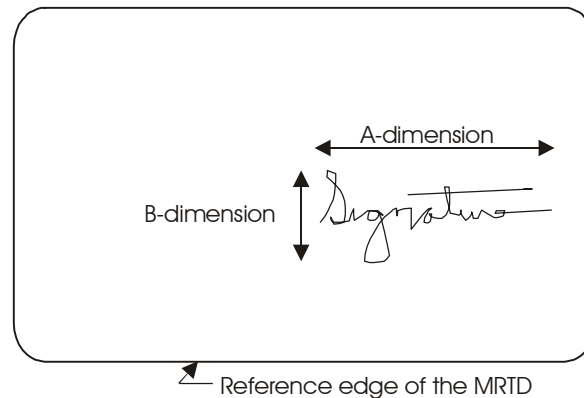 A-dimension
B-dimension
Signature
Reference edge of the MRTD